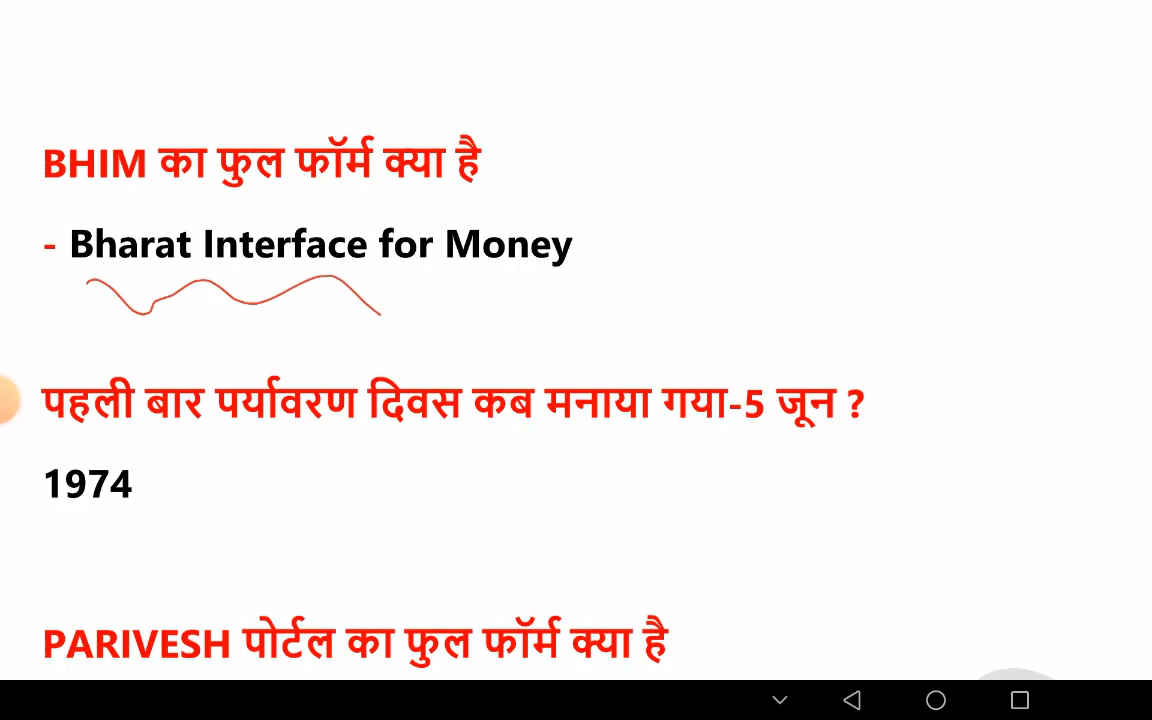 BHIM का फुल फॉर्म क्या है
- Bharat Interface for Money
पहली बार पर्यावरण दिवस कब मनाया गया-5 जून ?
1974
PARIVESH पोर्टल का फुल फॉर्म क्या है